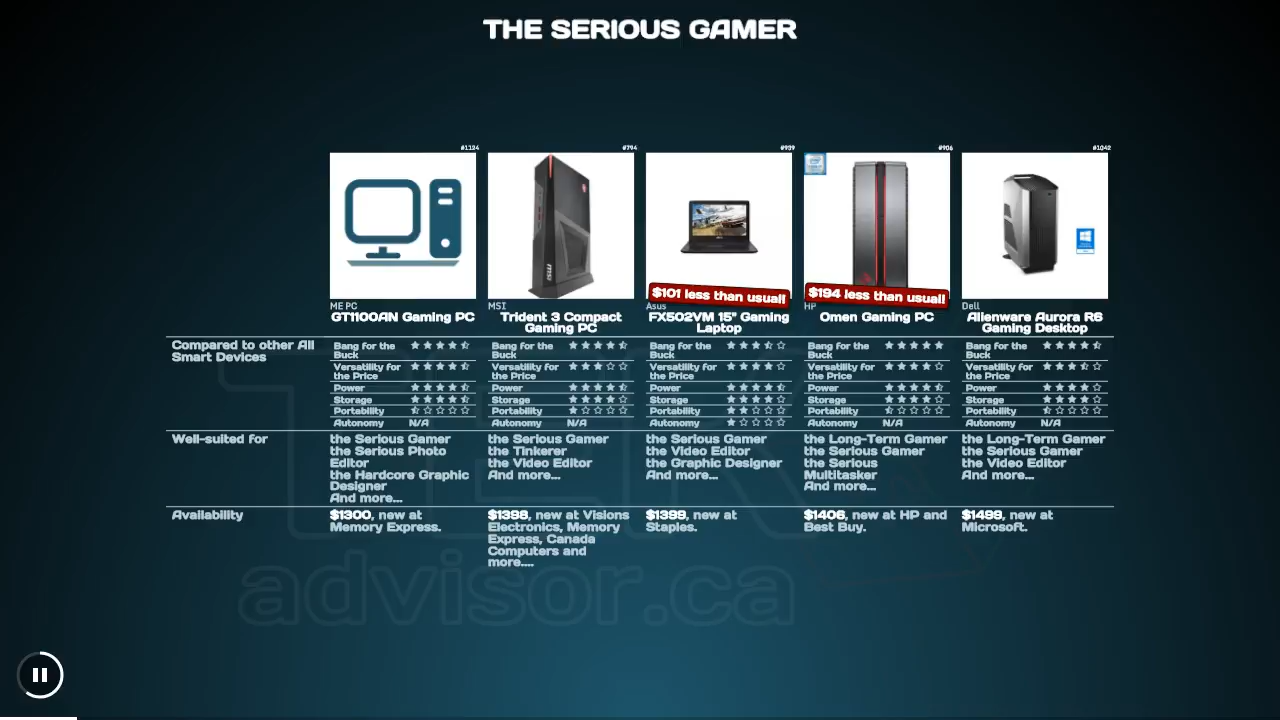 THE SERIOUS GAMER
#1124
#794
#939
#906
#1042
$101 less than usual!
$194 less than usual!
ME PC
MSI
Asus
HP
Dell
GT1100AN Gaming PC
Trident 3 Compact
Gaming PC
FX502VM 15" Gaming
Laptop
Omen Gaming PC
Alienware Aurora R6
Gaming Desktop
Compared to other All
Smart Devices
Bang for the
Buck
Versatility for
the Price
Power
Storage
Portability
Autonomy N/A
Bang for the
Buck
Versatility for
the Price
Power
Storage
Portability
Autonomy N/A
Bang for the
Buck
Versatility for
the Price
Power
Storage
Portability
Autonomy
Bang for the
Buck
Versatility for
the Price
Power
Storage
Portability
Autonomy N/A
Bang for the
Buck
Versatility for
the Price
Power
Storage
Portability
Autonomy N/A
Well-suited for
the Serious Gamer
the Serious Photo
Editor
the Hardcore Graphic
Designer
And more...
the Serious Gamer
the Tinkerer
the Video Editor
And more...
the Serious Gamer
the Video Editor
the Graphic Designer
And more...
the Long-Term Gamer
the Serious Gamer
the Serious
Multitasker
And more...
the Long-Term Gamer
the Serious Gamer
the Video Editor
And more...
Availability
$1300, new at
Memory Express.
$1398, new at Visions
Electronics, Memory
Express, Canada
Computers and
more....
$1399, new at
Staples.
$1406, new at HP and
Best Buy.
$1499, new at
Microsoft.
advisor.ca